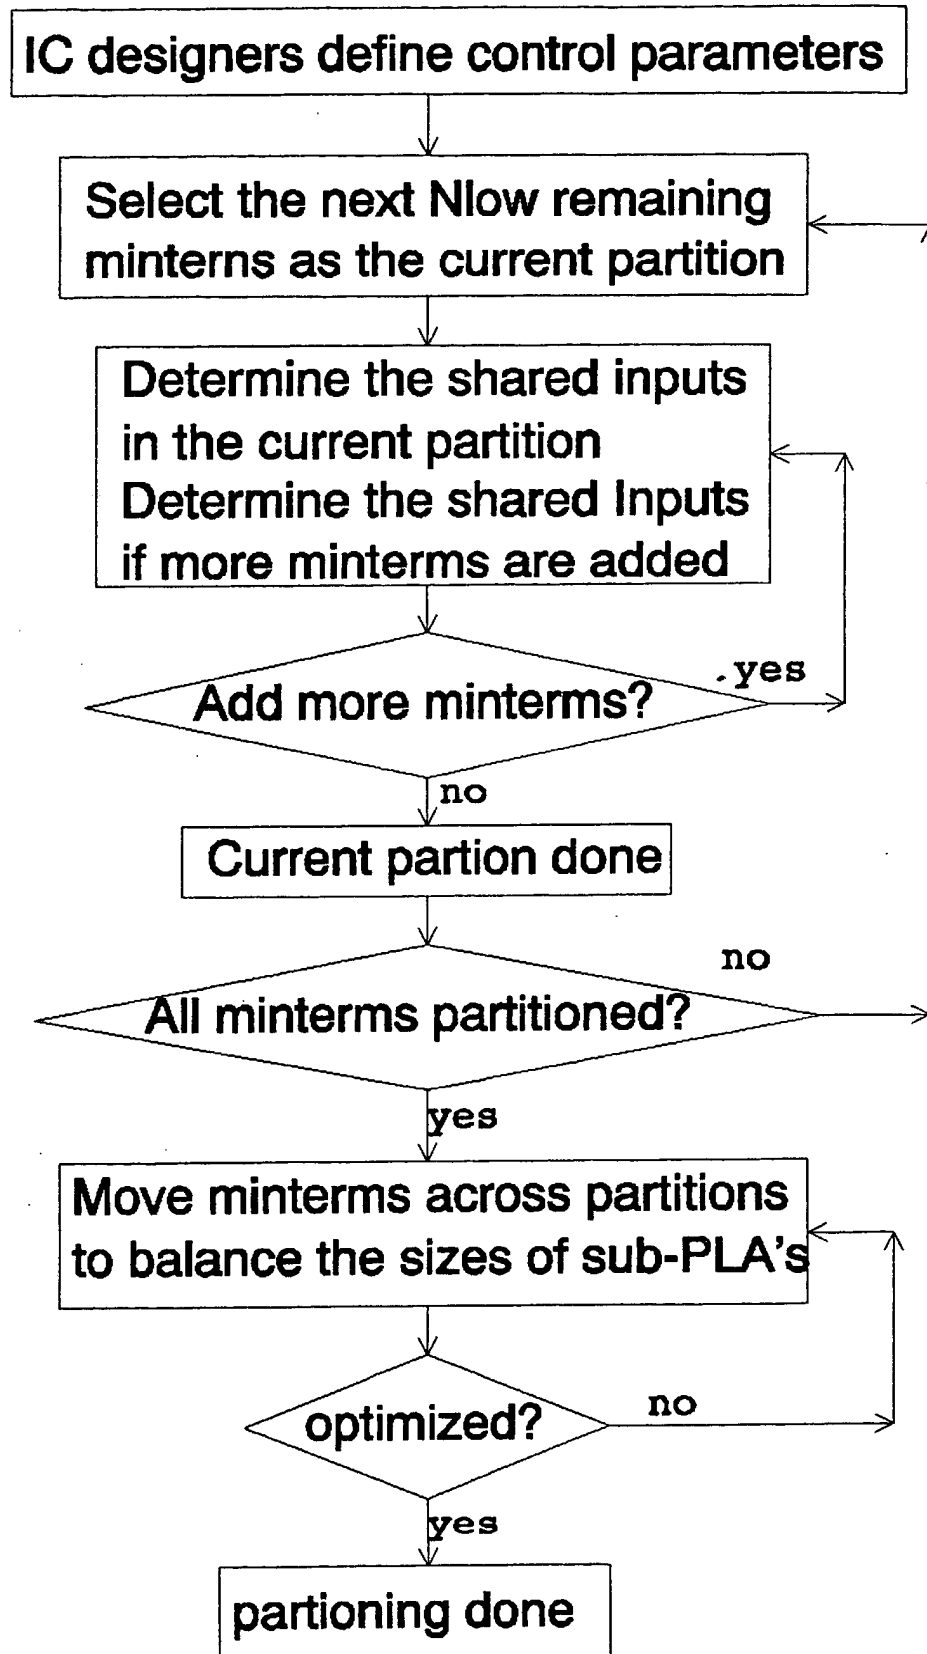 IC designers define control parameters
Select the next Nlow remaining
minterns as the current partition
Determine the shared inputs
in the current partition
Determine the shared Inputs
if more minterms are added
Add more minterms?
yes
no
Current partion done
no
All minterms partitioned?
yes
Move minterms across partitions
to balance the sizes of sub-PLA's
optimized?
no
yes
partioning done